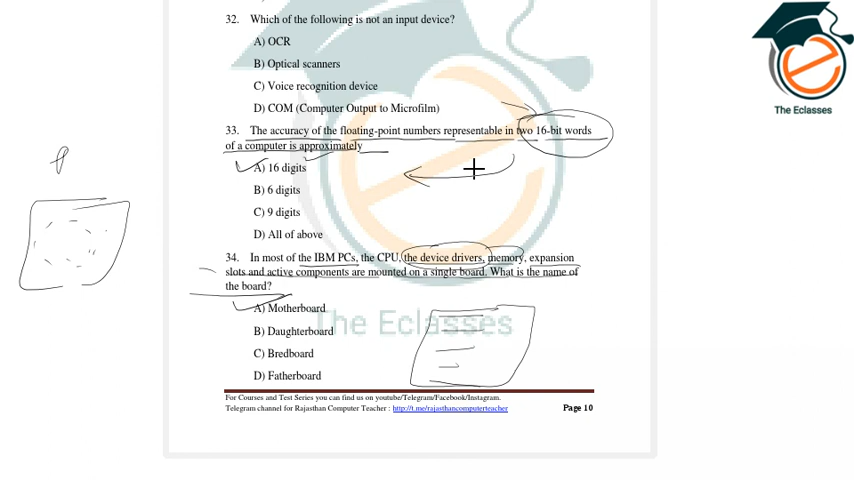 32. Which of the following is not an input device?
A) OCR
B) Optical scanners
C) Voice recognition device
D) COM (Computer Output to Microfilm)
33. The accuracy of the floating-point numbers representable in two 16-bit words
of a computer is approximately
A) 16 digits
B) 6 digits
C) 9 digits
D) All of above
34. In most of the IBM PCs, the CPU, the device drivers, memory, expansion
slots and active components are mounted on a single board. What is the name of
the board?
A) Motherboard
B) Daughterboard
C) Bredboard
D) Fatherboard
The Eclasses
For Courses and Test Series you can find us on youtube/Telegram/Facebook/Instagram.
Telegram channel for Rajasthan Computer Teacher : http://t.me/rajasthancomputerteacher Page 10
The Eclasses